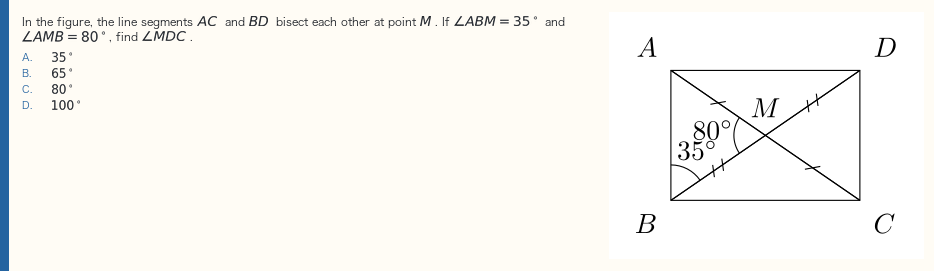 In the figure, the line segments AC and BD bisect each other at point M . If ∠ABM = 35° and
∠AMB = 80°, find ∠MDC .
A. 35°
B. 65°
C. 80°
D. 100°
A
D
M
80°
35°
B
C